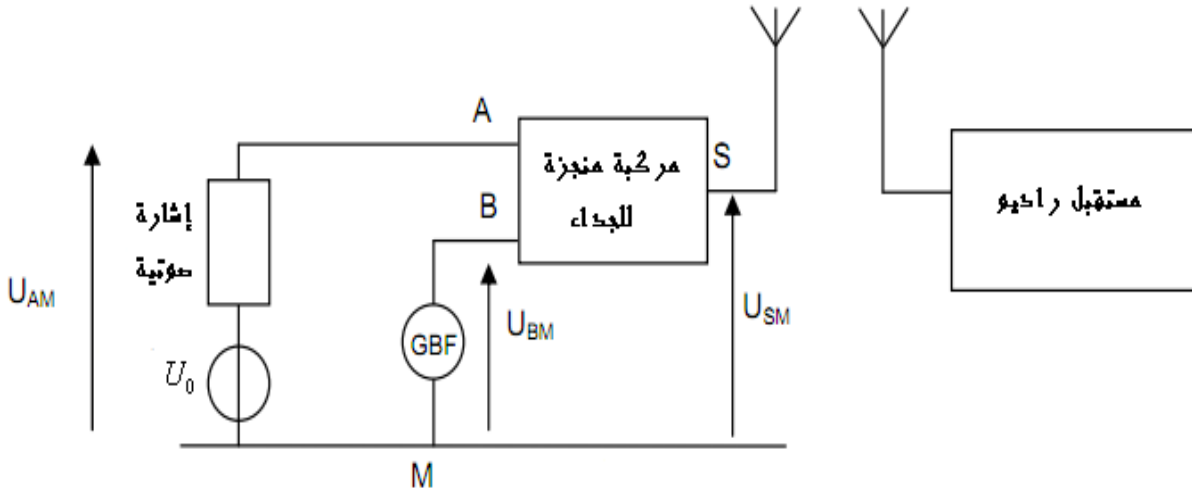 A
مركبة منجزة
للجداء
S
B
إشارة
صوتية
مستقبل راديو
U_AM
U_BM
U_SM
GBF
U_0
M